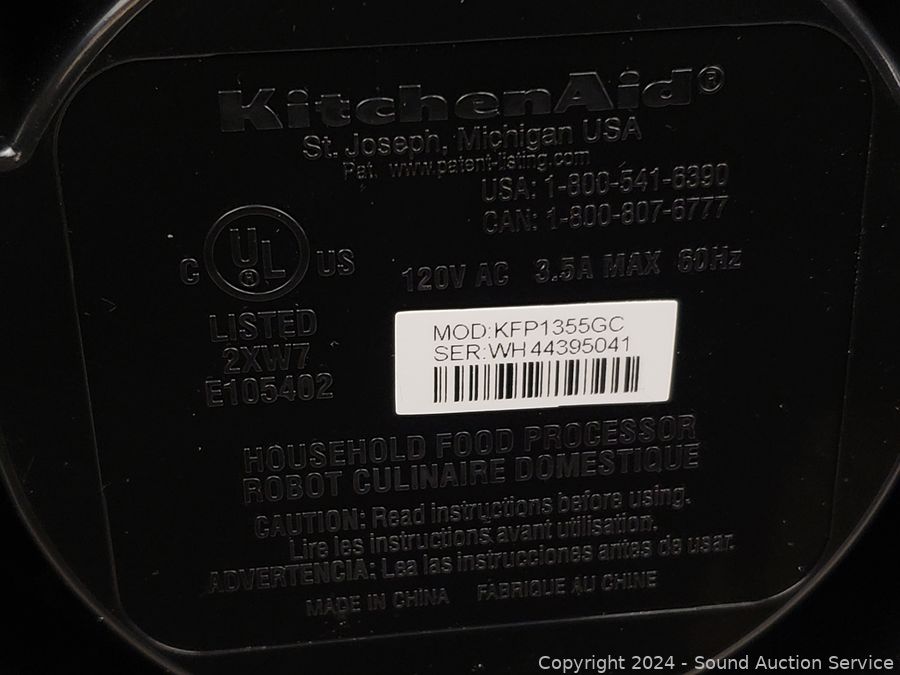 KitchenAid®
St. Joseph, Michigan USA
Pat. www.patent-listing.com
USA: 1-800-541-6390
CAN: 1-800-807-6777
C UL® US
120V AC 3.5A MAX 60Hz
LISTED
2XW7
E105402
MOD:KFP1355GC
SER:WH44395041
HOUSEHOLD FOOD PROCESSOR
ROBOT CULINAIRE DOMESTIQUE
CAUTION: Read instructions before using.
Lire les instructions avant utilisation.
ADVERTENCIA: Lea las instrucciones antes de usar.
MADE IN CHINA FABRIQUE AU CHINE
Copyright 2024 - Sound Auction Service